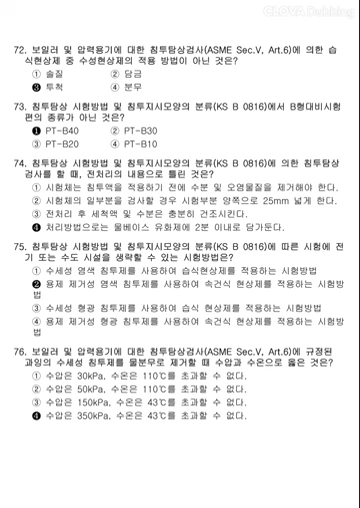 CLOVA Dubbing
72. 보일러 및 압력용기에 대한 침투탐상검사(ASME Sec.V, Art.6)에 의한 습
식현상제 중 수성현상제의 적용 방법이 아닌 것은?
① 솔질 ② 담금
❸ 투척 ④ 분무
73. 침투탐상 시험방법 및 침투지시모양의 분류(KS B 0816)에서 B형대비시험
편의 종류가 아닌 것은?
❶ PT-B40 ② PT-B30
③ PT-B20 ④ PT-B10
74. 침투탐상 시험방법 및 침투지시모양의 분류(KS B 0816)에 의한 침투탐상
검사를 할 때, 전처리의 내용으로 틀린 것은?
① 시험체는 침투액을 적용하기 전에 수분 및 오염물질을 제거해야 한다.
② 시험체의 일부분을 검사할 경우 시험부분 양쪽으로 25mm 넓게 한다.
③ 전처리 후 세척액 및 수분은 충분히 건조시킨다.
❹ 처리방법으로는 물베이스 유화제에 2분 이내로 담가둔다.
75. 침투탐상 시험방법 및 침투지시모양의 분류(KS B 0816)에 따른 시험에 전
기 또는 수도 시설을 생략할 수 있는 시험방법은?
① 수세성 염색 침투제를 사용하여 습식현상제를 적용하는 시험방법
❷ 용제 제거성 염색 침투제를 사용하여 속건식 현상제를 적용하는 시험방
법
③ 수세성 형광 침투제를 사용하여 습식 현상제를 적용하는 시험방법
④ 용제 제거성 형광 침투제를 사용하여 속건식 현상제를 적용하는 시험방
법
76. 보일러 및 압력용기에 대한 침투탐상검사(ASME Sec.V, Art.6)에 규정된
과잉의 수세성 침투제를 물분무로 제거할 때 수압과 수온으로 옳은 것은?
① 수압은 30kPa, 수온은 110℃를 초과할 수 없다.
② 수압은 50kPa, 수온은 110℃를 초과할 수 없다.
③ 수압은 150kPa, 수온은 43℃를 초과할 수 없다.
❹ 수압은 350kPa, 수온은 43℃를 초과할 수 없다.